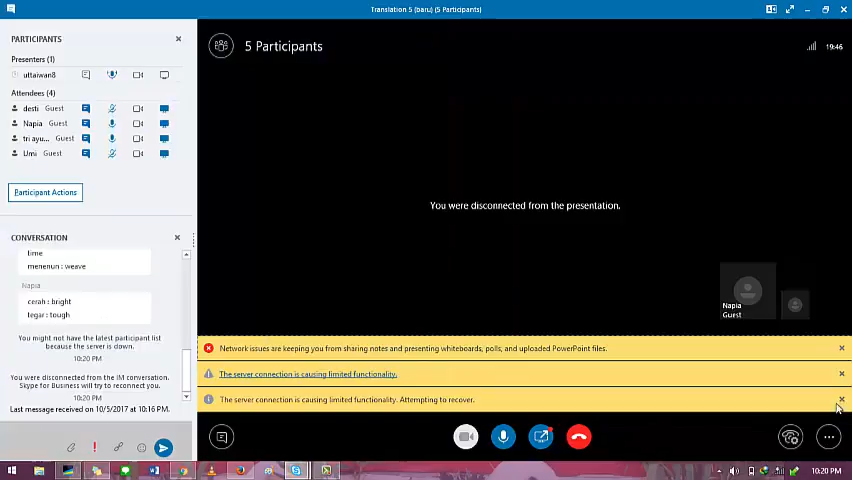 Translation 5 (baru) (5 Participants)
PARTICIPANTS
Presenters (1)
uttaiwan8
Attendees (4)
desti Guest
Napia Guest
tri ayu... Guest
Umi Guest
Participant Actions
CONVERSATION
time
menenun : weave
Napia
cerah : bright
tegar : tough
You might not have the latest participant list
because the server is down.
10:20 PM
You were disconnected from the IM conversation.
Skype for Business will try to reconnect you.
10:20 PM
Last message received on 10/5/2017 at 10:16 PM.
5 Participants
19:46
You were disconnected from the presentation.
Napia
Guest
Network issues are keeping you from sharing notes and presenting whiteboards, polls, and uploaded PowerPoint files.
The server connection is causing limited functionality.
The server connection is causing limited functionality. Attempting to recover.
10:20 PM